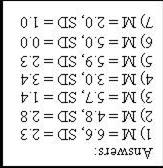 Answers:
1) M = 6.6, SD = 2.3
2) M = 4.8, SD = 2.8
3) M = 5.7, SD = 1.4
4) M = 3.0, SD = 3.4
5) M = 5.9, SD = 2.3
6) M = 5.0, SD = 0.0
7) M = 2.0, SD = 1.0